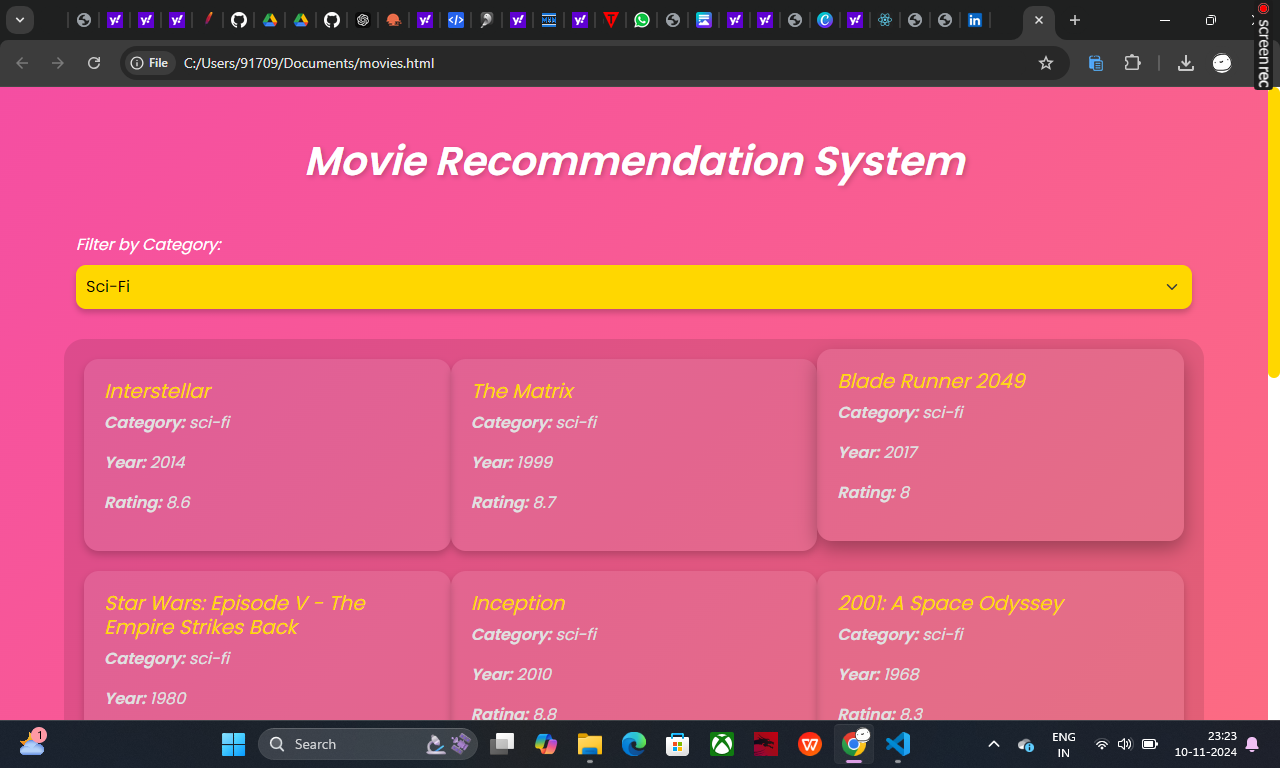 File
C:/Users/91709/Documents/movies.html
screen rec
Movie Recommendation System
Filter by Category:
Sci-Fi
Interstellar
Category: sci-fi
Year: 2014
Rating: 8.6
The Matrix
Category: sci-fi
Year: 1999
Rating: 8.7
Blade Runner 2049
Category: sci-fi
Year: 2017
Rating: 8
Star Wars: Episode V - The
Empire Strikes Back
Category: sci-fi
Year: 1980
Inception
Category: sci-fi
Year: 2010
Rating: 8.8
2001: A Space Odyssey
Category: sci-fi
Year: 1968
Rating: 8.3
1
Search
ENG
IN
23:23
10-11-2024